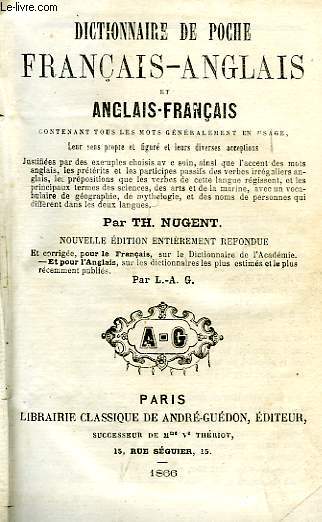 LE-LIVRE.COM
DICTIONNAIRE DE POCHE
FRANÇAIS-ANGLAIS
ET
ANGLAIS-FRANÇAIS
CONTENANT TOUS LES MOTS GÉNÉRALEMENT EN USAGE,
Leur sens propre et figuré et leurs diverses acceptions
Justifiées par des exemples choisis av c soin, ainsi que l'accent des mots
anglais, les prétérits et les participes passifs des verbes irréguliers an-
glais, les prépositions que les verbes de cette langue régissent, et les
principaux termes des sciences, des arts et de la marine, avec un voca-
bulaire de géographie, de mythologie, et des noms de personnes qui
diffèrent dans les deux langues.
Par TH. NUGENT.
NOUVELLE ÉDITION ENTIÈREMENT REFONDUE
Et corrigée, pour le Français, sur le Dictionnaire de l'Académie.
—Et pour l'Anglais, sur les dictionnaires les plus estimés et le plus
récemment publiés.
Par L.-A. G.
A-G
PARIS
LIBRAIRIE CLASSIQUE DE ANDRÉ-GUÉDON, ÉDITEUR,
SUCCESSEUR DE Mme Ve THÉRIOT,
15, RUE SÉGUIER, 15.
1866